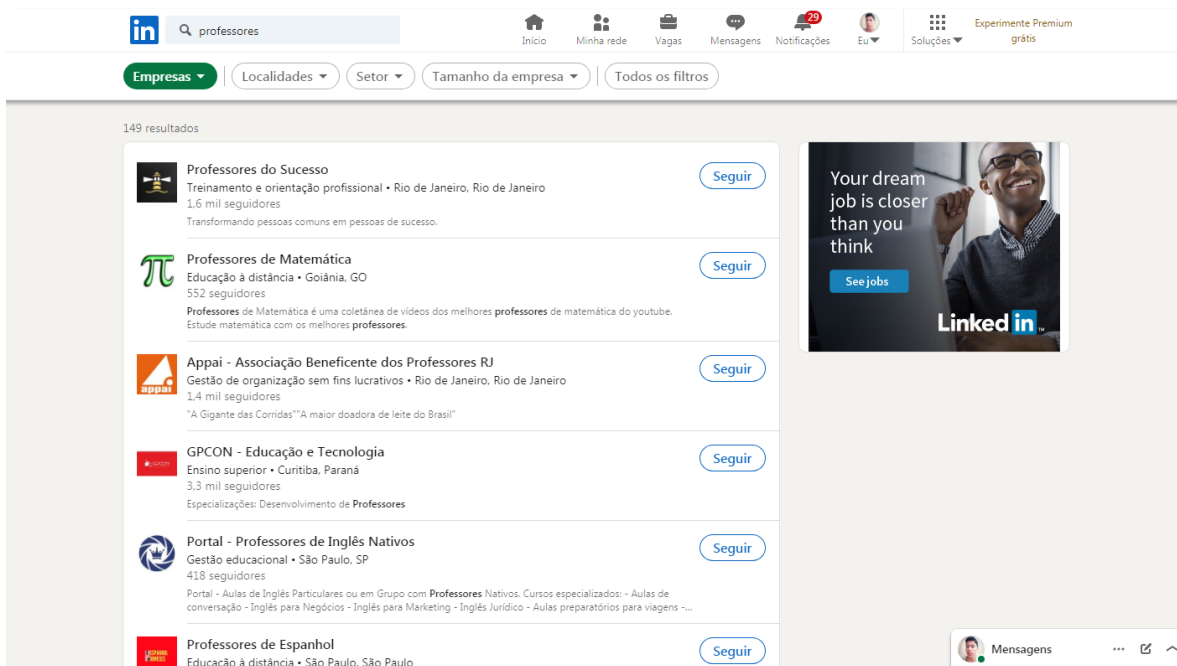 in
professores
Início
Minha rede
Vagas
Mensagens
29
Notificações
Eu
Soluções
Experimente Premium
grátis
Empresas
Localidades
Setor
Tamanho da empresa
Todos os filtros
149 resultados
Professores do Sucesso
Treinamento e orientação profissional • Rio de Janeiro, Rio de Janeiro
1,6 mil seguidores
Transformando pessoas comuns em pessoas de sucesso.
Seguir
Professores de Matemática
Educação à distância • Goiânia, GO
552 seguidores
Professores de Matemática é uma coletânea de vídeos dos melhores professores de matemática do youtube.
Estude matemática com os melhores professores.
Seguir
appai
Appai - Associação Beneficente dos Professores RJ
Gestão de organização sem fins lucrativos • Rio de Janeiro, Rio de Janeiro
1,4 mil seguidores
"A Gigante das Corridas""A maior doadora de leite do Brasil"
Seguir
GPCON
GPCON - Educação e Tecnologia
Ensino superior • Curitiba, Paraná
3,3 mil seguidores
Especializações: Desenvolvimento de Professores
Seguir
Portal - Professores de Inglês Nativos
Gestão educacional • São Paulo, SP
418 seguidores
Portal - Aulas de Inglês Particulares ou em Grupo com Professores Nativos. Cursos especializados: - Aulas de
conversação - Inglês para Negócios - Inglês para Marketing - Inglês Jurídico - Aulas preparatórios para viagens -...
Seguir
Professores de Espanhol
Educação à distância • São Paulo, São Paulo
Seguir
Your dream
job is closer
than you
think
See jobs
Linked in
Mensagens